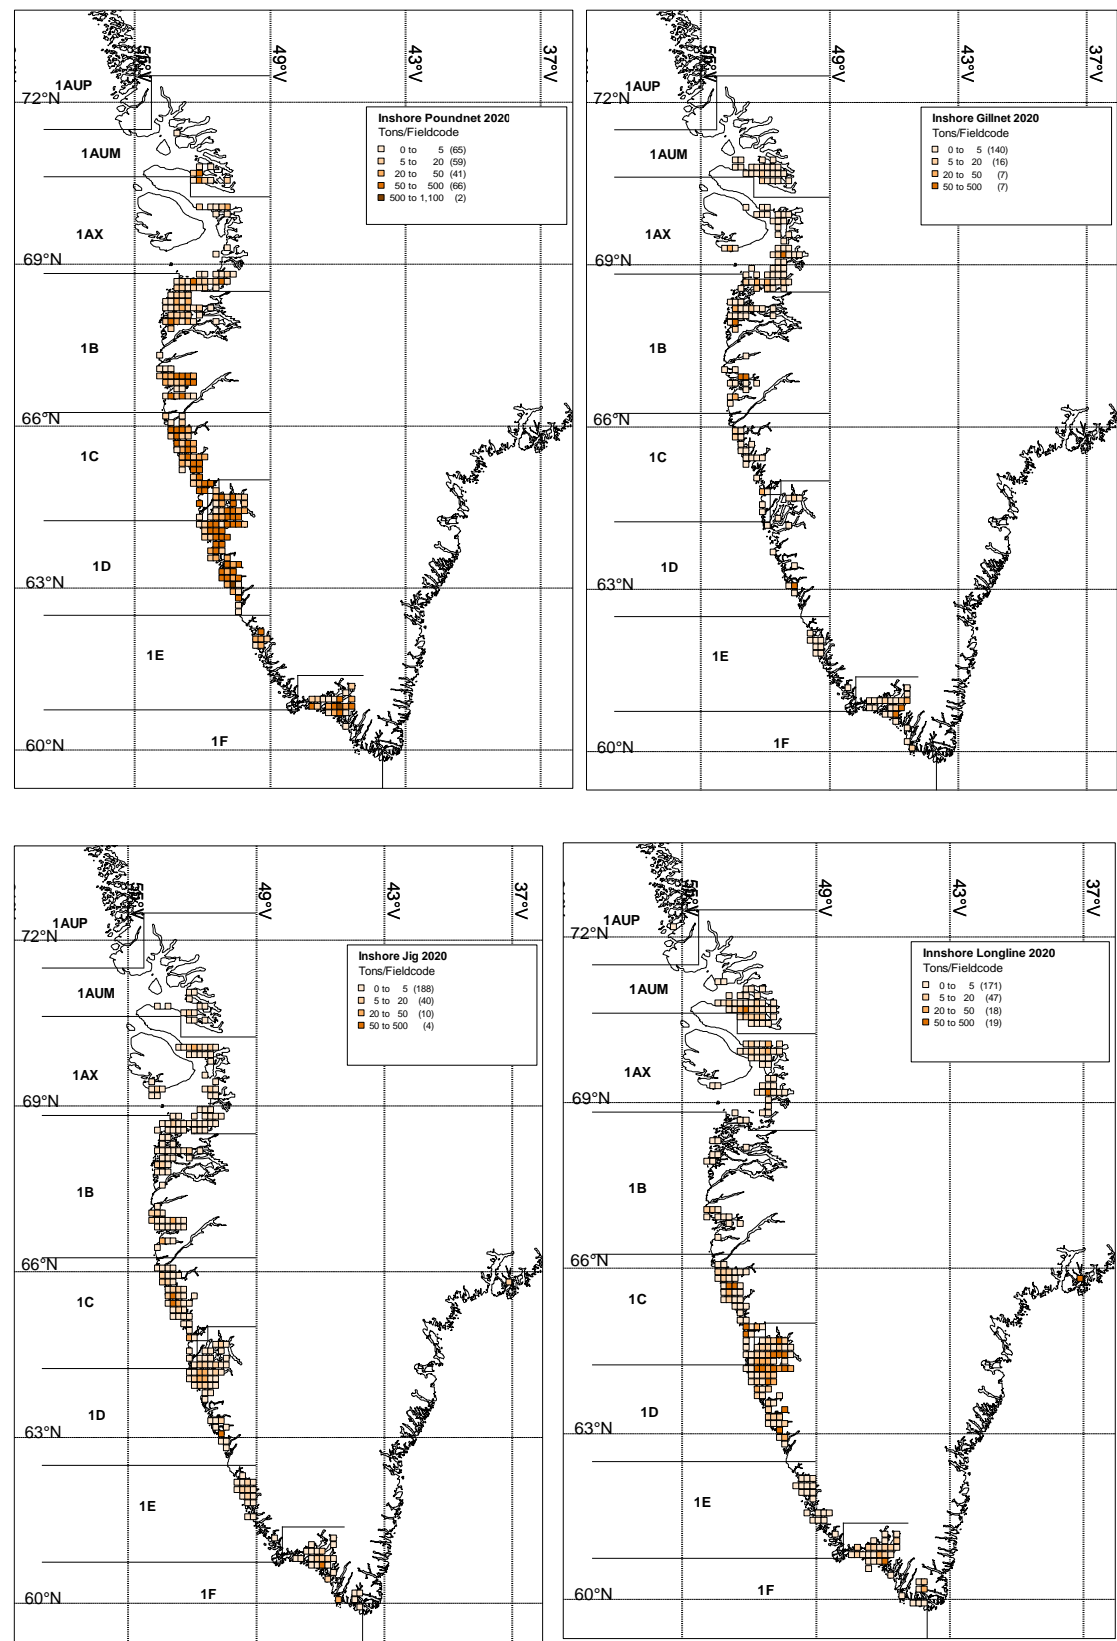 55°V 49°V 43°V 37°V
1AUP
72°N
Inshore Poundnet 2020
Tons/Fieldcode
0 to 5 (65)
5 to 20 (59)
20 to 50 (41)
50 to 500 (66)
500 to 1,100 (2)
1AUM
1AX
69°N
1B
66°N
1C
1D
63°N
1E
1F
60°N
49°V 43°V 37°V
1AUP
72°N
Inshore Gillnet 2020
Tons/Fieldcode
0 to 5 (140)
5 to 20 (16)
20 to 50 (7)
50 to 500 (7)
1AUM
1AX
69°N
1B
66°N
1C
1D
63°N
1E
1F
60°N
49°V 43°V 37°V
1AUP
72°N
Inshore Jig 2020
Tons/Fieldcode
0 to 5 (188)
5 to 20 (40)
20 to 50 (10)
50 to 500 (4)
1AUM
1AX
69°N
1B
66°N
1C
1D
63°N
1E
1F
60°N
49°V 43°V 37°V
1AUP
72°N
Innshore Longline 2020
Tons/Fieldcode
0 to 5 (171)
5 to 20 (47)
20 to 50 (18)
50 to 500 (19)
1AUM
1AX
69°N
1B
66°N
1C
1D
63°N
1E
1F
60°N